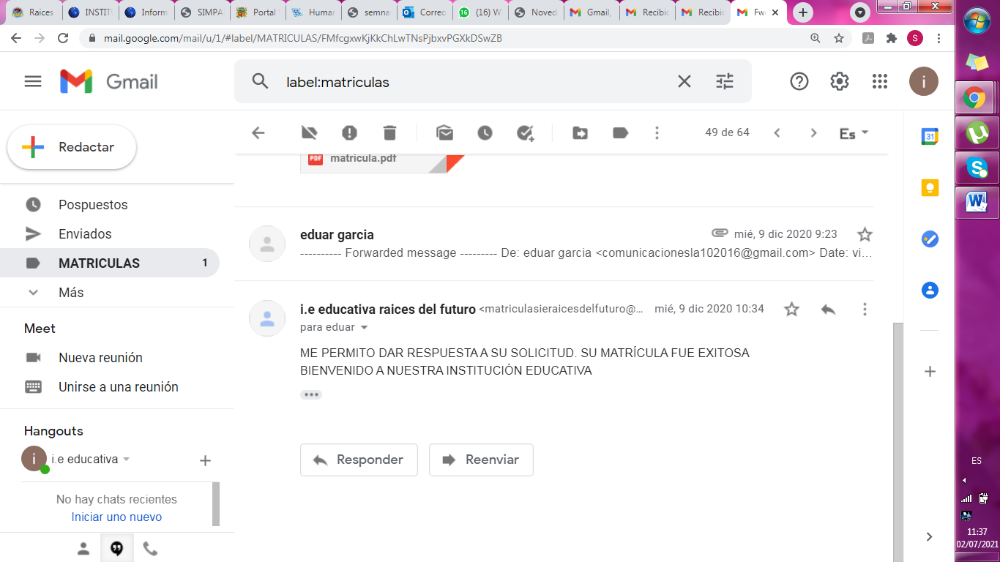 Raices
INSTIT
Inform
SIMPA
Portal
Human
semna
Correo
(16) W
Noved
Gmail,
Recibic
Recibic
Fwd
mail.google.com/mail/u/1/#label/MATRICULAS/FMfcgxwKjKkChLwTNsPjbxvPGXkDSwZB
S
Gmail
label:matriculas
i
Redactar
49 de 64
Es
31
PDF matricula.pdf
Pospuestos
Enviados
MATRICULAS 1
Más
Meet
Nueva reunión
Unirse a una reunión
Hangouts
i i.e educativa
No hay chats recientes
Iniciar uno nuevo
eduar garcia mié, 9 dic 2020 9:23
---------- Forwarded message --------- De: eduar garcia <comunicacionesla102016@gmail.com> Date: vi...
i.e educativa raices del futuro <matriculasieraicesdelfuturo@... mié, 9 dic 2020 10:34
para eduar
ME PERMITO DAR RESPUESTA A SU SOLICITUD. SU MATRÍCULA FUE EXITOSA
BIENVENIDO A NUESTRA INSTITUCIÓN EDUCATIVA
Responder
Reenviar
ES
11:37
02/07/2021